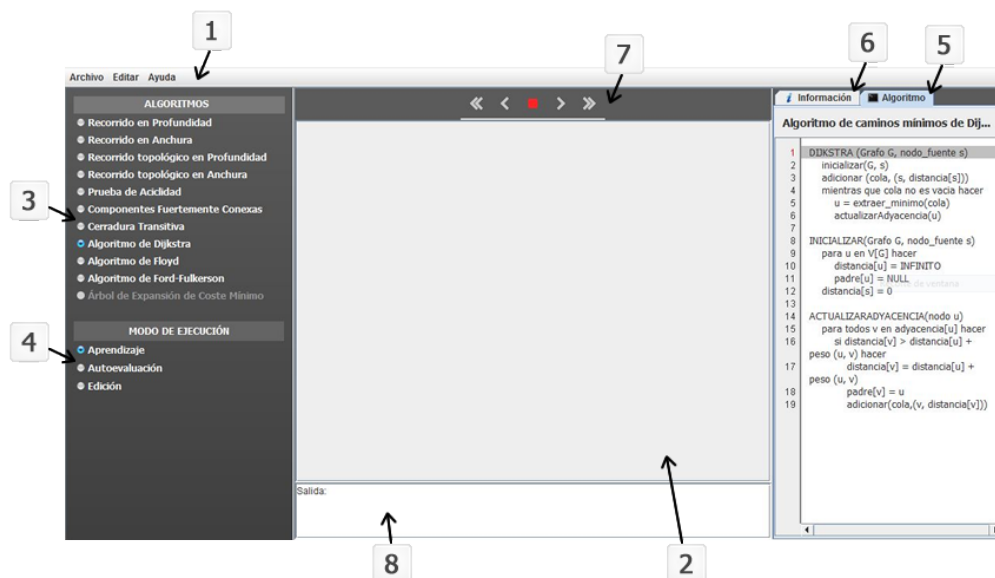 1
6
5
7
Archivo Editar Ayuda
ALGORITMOS
Recorrido en Profundidad
Recorrido en Anchura
Recorrido topológico en Profundidad
Recorrido topológico en Anchura
Prueba de Aciclidad
Componentes Fuertemente Conexas
Cerradura Transitiva
Algoritmo de Dijkstra
Algoritmo de Floyd
Algoritmo de Ford-Fulkerson
Árbol de Expansión de Coste Mínimo
3
MODO DE EJECUCIÓN
Aprendizaje
Autoevaluación
Edición
4
Salida:
8
2
i Información
Algoritmo
Algoritmo de caminos mínimos de Dij...
1 DIJKSTRA (Grafo G, nodo_fuente s)
2 inicializar(G, s)
3 adicionar (cola, (s, distancia[s]))
4 mientras que cola no es vacia hacer
5 u = extraer_minimo(cola)
6 actualizarAdyacencia(u)
7
8 INICIALIZAR(Grafo G, nodo_fuente s)
9 para u en V[G] hacer
10 distancia[u] = INFINITO
11 padre[u] = NULL
12 distancia[s] = 0
13
14 ACTUALIZARADYACENCIA(nodo u)
15 para todos v en adyacencia[u] hacer
16 si distancia[v] > distancia[u] +
peso (u, v) hacer
17 distancia[v] = distancia[u] +
peso (u, v)
18 padre[v] = u
19 adicionar(cola,(v, distancia[v]))